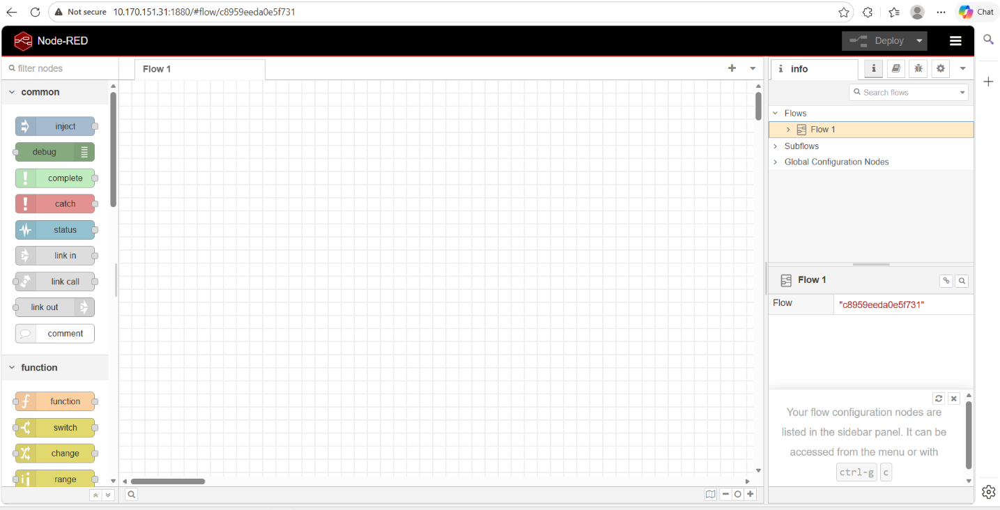 Not secure 10.170.151.31:1880/#flow/c8959eeda0e5f731
Chat
Node-RED
Deploy
filter nodes
Flow 1
info
Search flows
common
inject
debug
complete
catch
status
link in
link call
link out
comment
function
function
switch
change
range
Flows
Flow 1
Subflows
Global Configuration Nodes
Flow 1
Flow "c8959eeda0e5f731"
Your flow configuration nodes are
listed in the sidebar panel. It can be
accessed from the menu or with
ctrl-g c